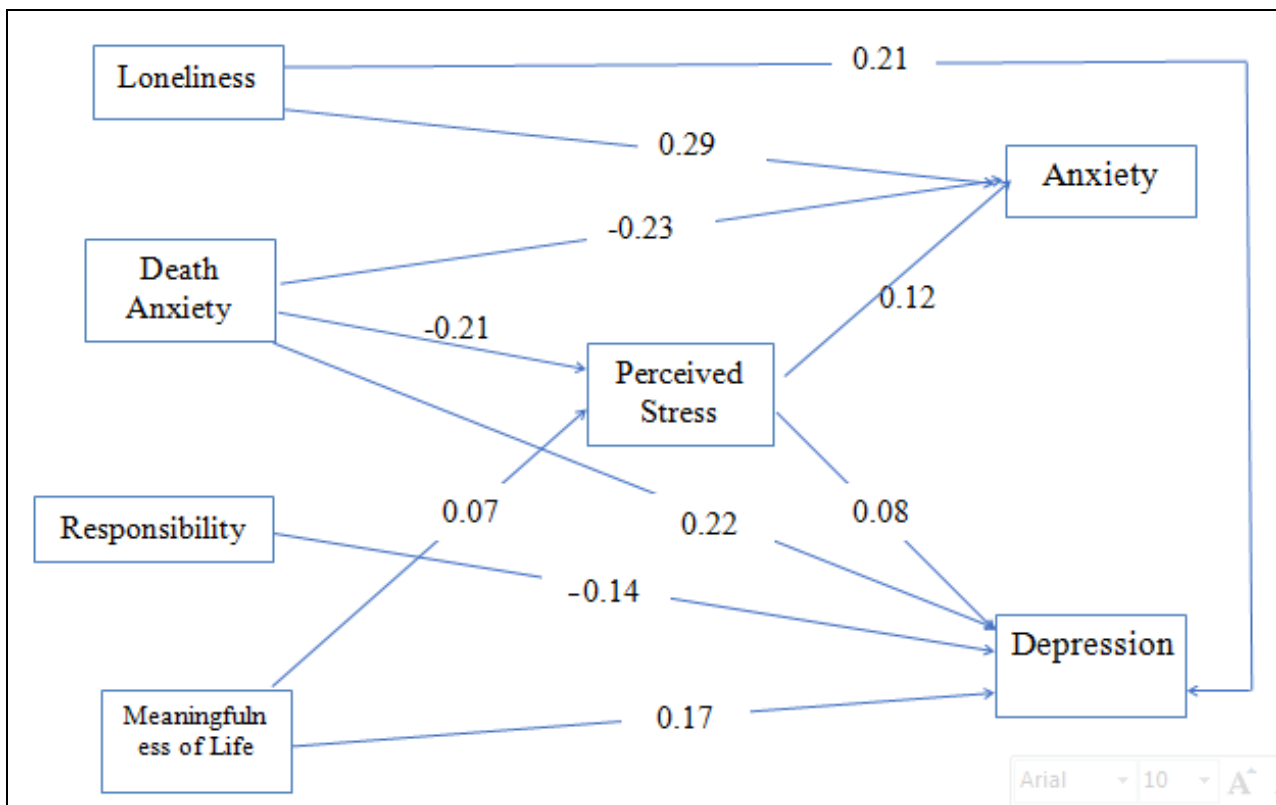 Loneliness
0.21
0.29
Anxiety
-0.23
Death
Anxiety
0.12
-0.21
Perceived
Stress
0.07
0.22
0.08
Responsibility
-0.14
Depression
Meaningfuln
ess of Life
0.17
Arial 10 A